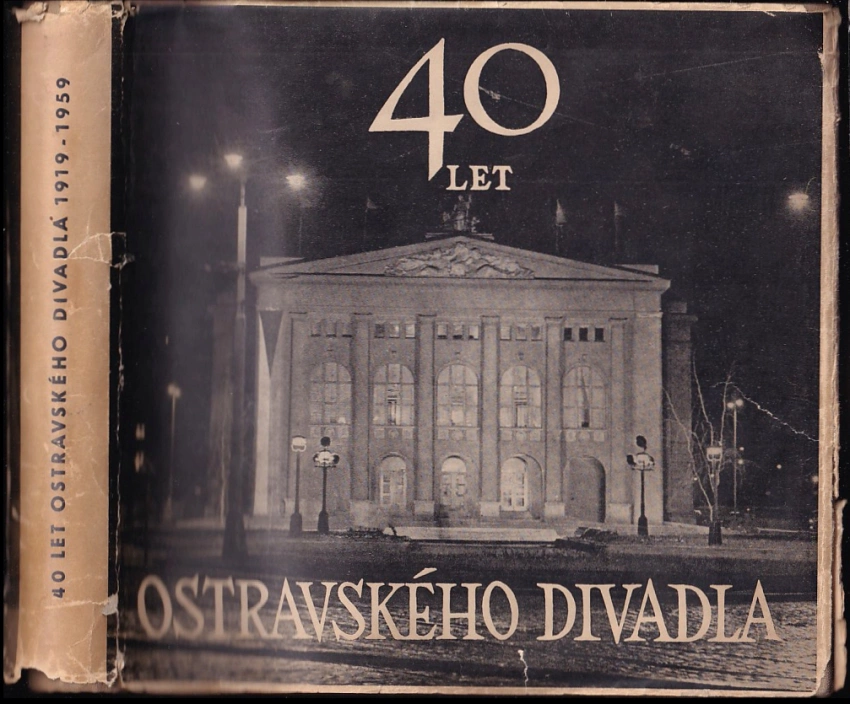 40 LET OSTRAVSKÉHO DIVADLA 1919-1959
40
LET
OSTRAVSKÉHO DIVADLA